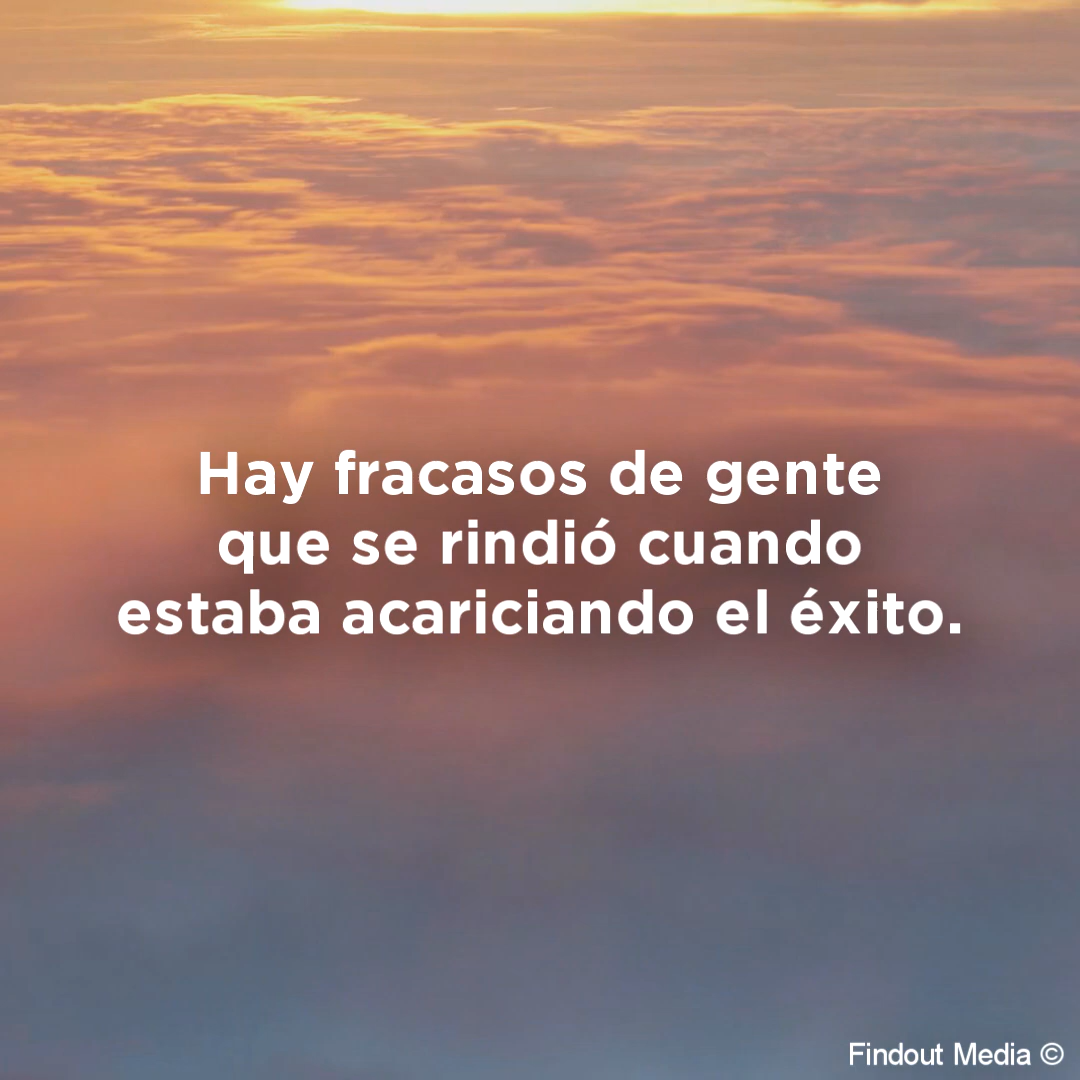 Hay fracasos de gente
que se rindió cuando
estaba acariciando el éxito.
Findout Media ©